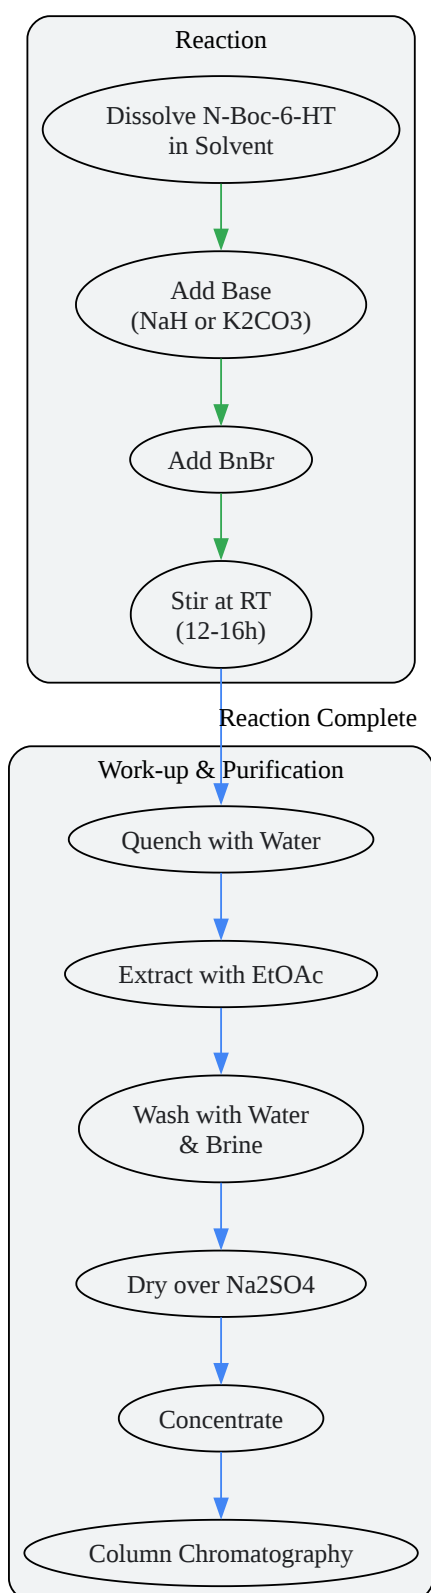 Reaction
Dissolve N-Boc-6-HT
in Solvent
Add Base
(NaH or K2CO3)
Add BnBr
Stir at RT
(12-16h)
Reaction Complete
Work-up & Purification
Quench with Water
Extract with EtOAc
Wash with Water
& Brine
Dry over Na2SO4
Concentrate
Column Chromatography